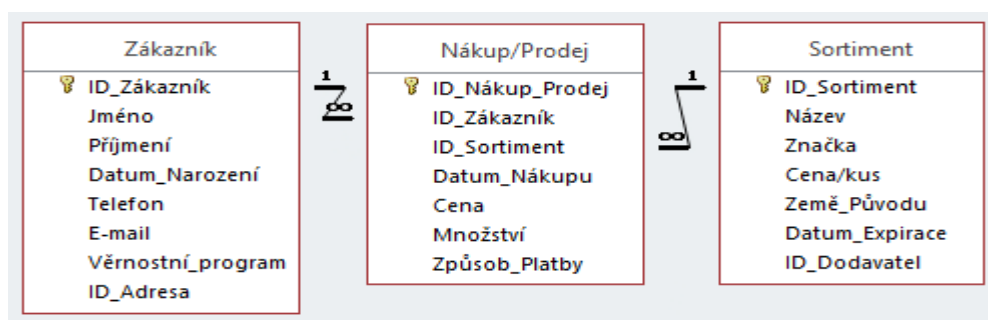 Zákazník
ID_Zákazník
Jméno
Příjmení
Datum_Narození
Telefon
E-mail
Věrnostní_program
ID_Adresa
1
∞
Nákup/Prodej
ID_Nákup_Prodej
ID_Zákazník
ID_Sortiment
Datum_Nákupu
Cena
Množství
Způsob_Platby
1
∞
Sortiment
ID_Sortiment
Název
Značka
Cena/kus
Země_Původu
Datum_Expirace
ID_Dodavatel